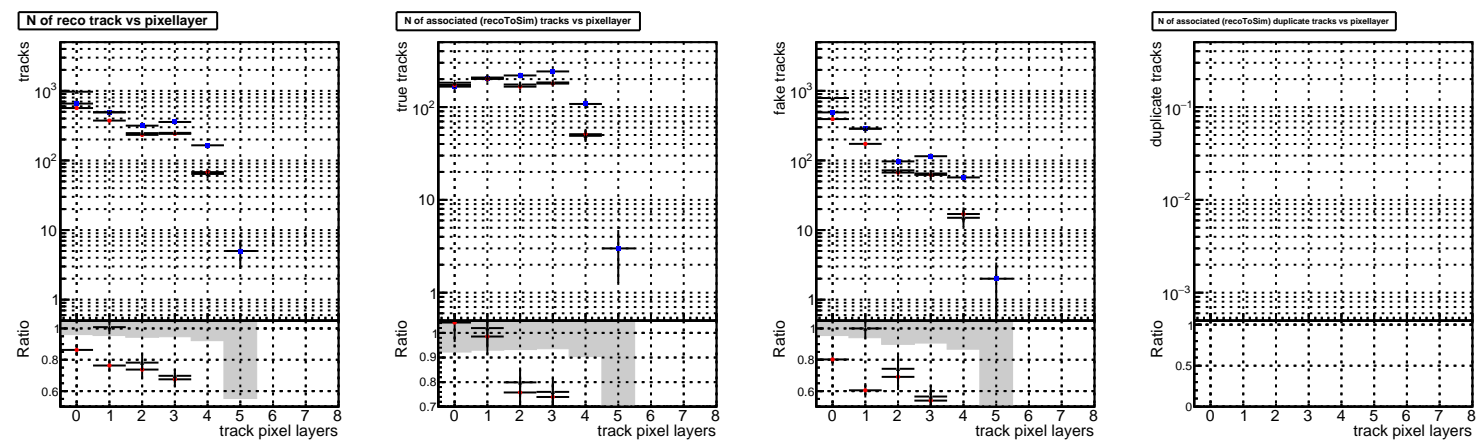 N of reco track vs pixellayer
tracks
10³
10²
10
1
Ratio
1
0.8
0.6
0 1 2 3 4 5 6 7 8
track pixel layers
N of associated (recoToSim) tracks vs pixellayer
true tracks
10²
10
1
Ratio
1
0.9
0.8
0.7
0 1 2 3 4 5 6 7 8
track pixel layers
fake tracks
10³
10²
10
1
Ratio
1
0.8
0.6
0 1 2 3 4 5 6 7 8
track pixel layers
N of associated (recoToSim) duplicate tracks vs pixellayer
duplicate tracks
10⁻¹
10⁻²
10⁻³
Ratio
1
0.5
0
0 1 2 3 4 5 6 7 8
track pixel layers